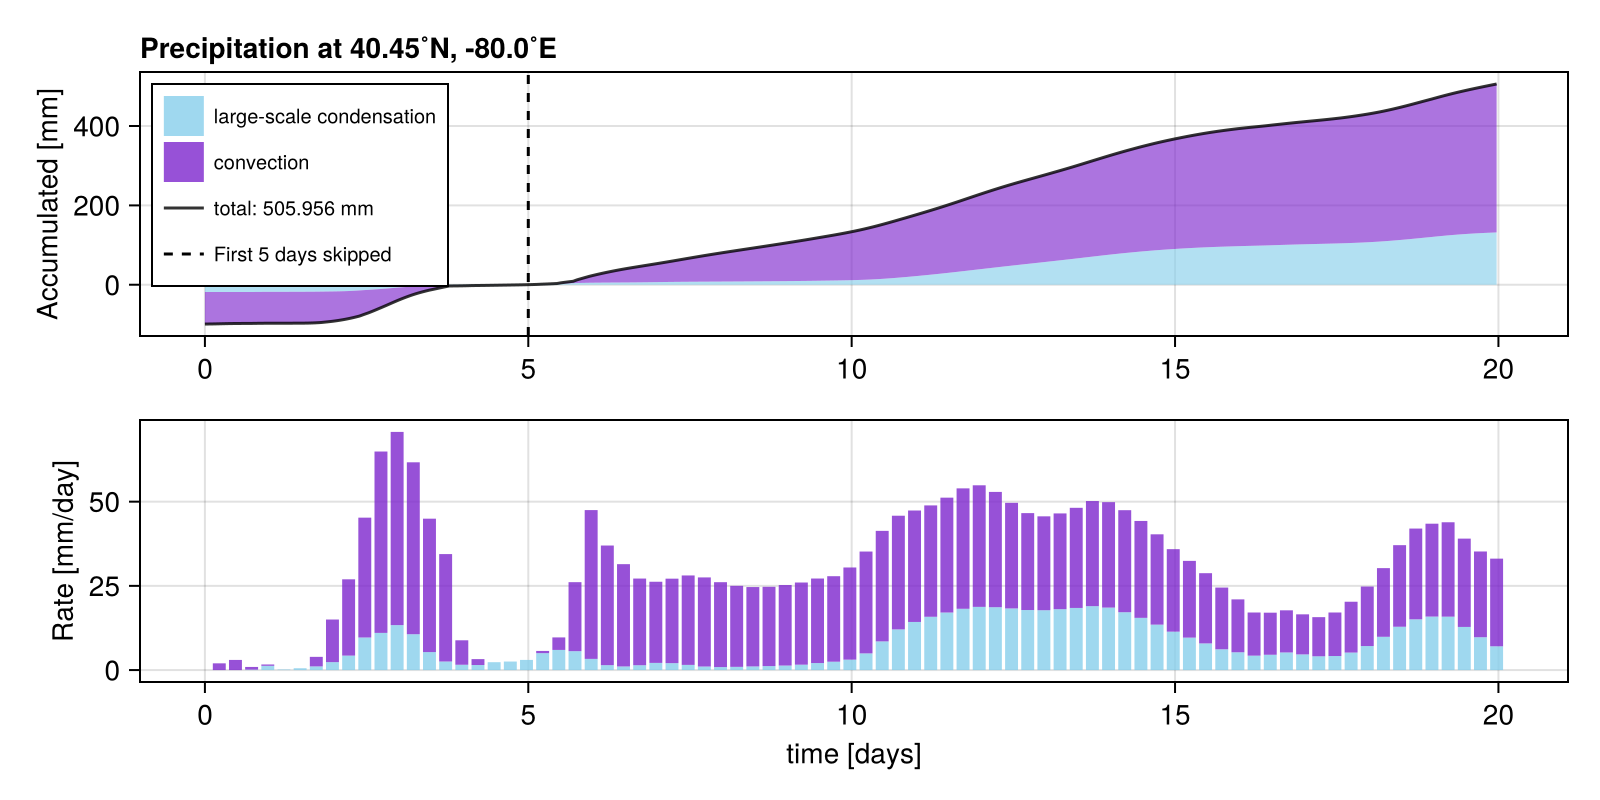 Precipitation at 40.45˚N, -80.0˚E
Accumulated [mm]
400
200
0
large-scale condensation
convection
total: 505.956 mm
First 5 days skipped
0 5 10 15 20
Rate [mm/day]
50
25
0
0 5 10 15 20
time [days]